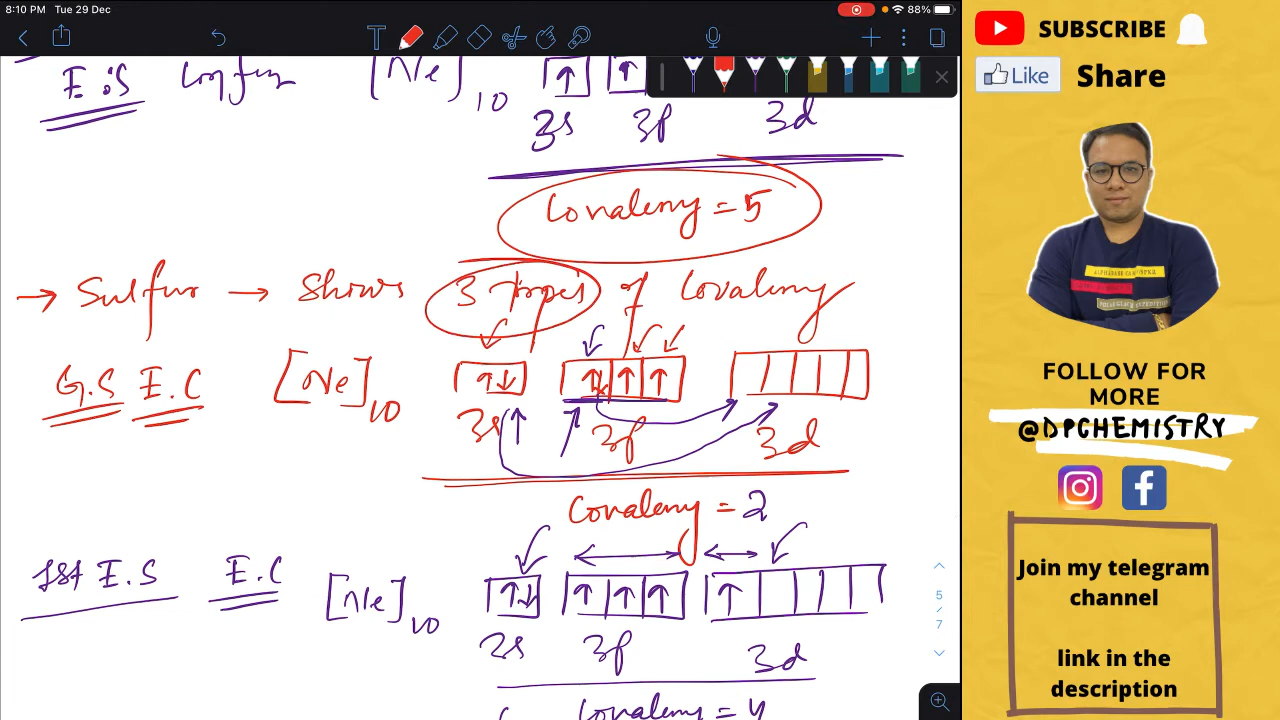 8:10 PM Tue 29 Dec
88%
E.S Config [Ne]10
3s 3p 3d
Covalency = 5
→ Sulfur → Shows 3 types of Covalency
G.S E.C [Ne]10
3s 3p 3d
Covalency = 2
1st E.S E.C [Ne]10
3s 3p 3d
Covalency = 4
5 / 7
SUBSCRIBE
Like Share
FOLLOW FOR
MORE
@DPCHEMISTRY
Join my telegram
channel
link in the
description